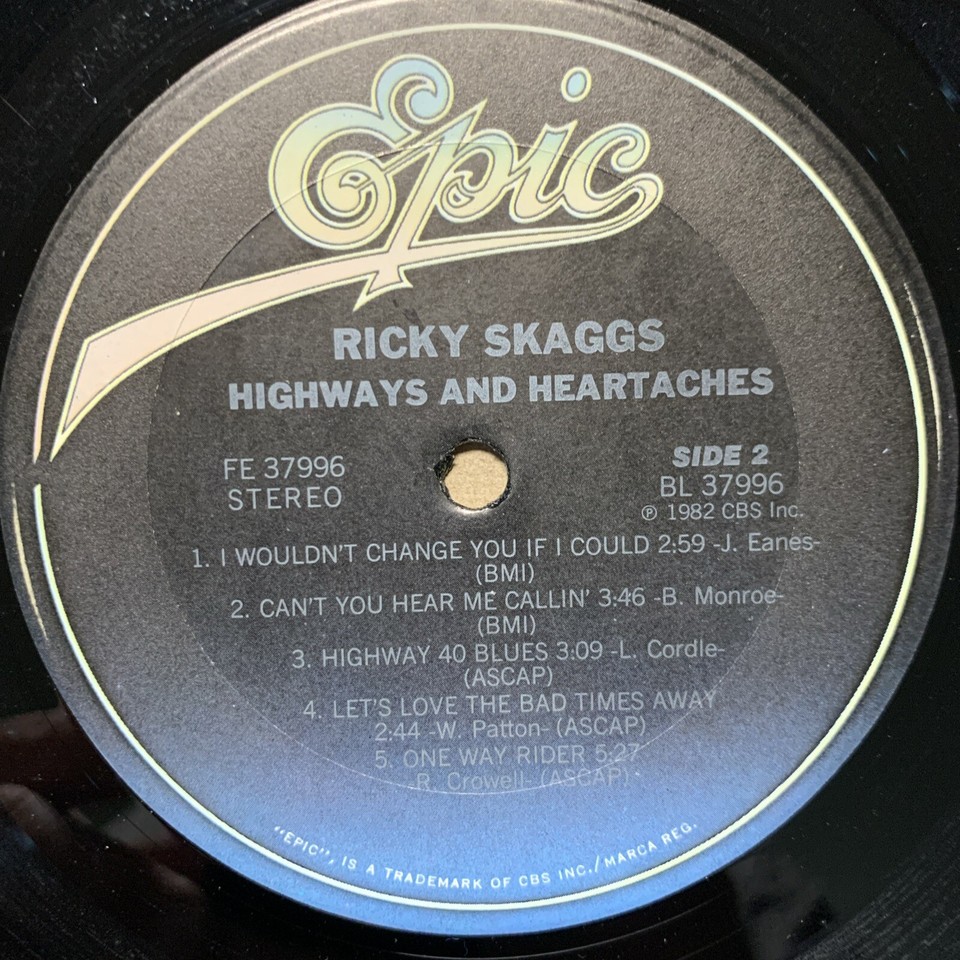 Epic
RICKY SKAGGS
HIGHWAYS AND HEARTACHES
FE 37996
STEREO
SIDE 2
BL 37996
℗ 1982 CBS Inc.
1. I WOULDN'T CHANGE YOU IF I COULD 2:59 -J. Eanes-
(BMI)
2. CAN'T YOU HEAR ME CALLIN' 3:46 -B. Monroe-
(BMI)
3. HIGHWAY 40 BLUES 3:09 -L. Cordle-
(ASCAP)
4. LET'S LOVE THE BAD TIMES AWAY
2:44 -W. Patton- (ASCAP)
5. ONE WAY RIDER 5:27
R. Crowell- (ASCAP)
"EPIC", IS A TRADEMARK OF CBS INC./MARCA REG.